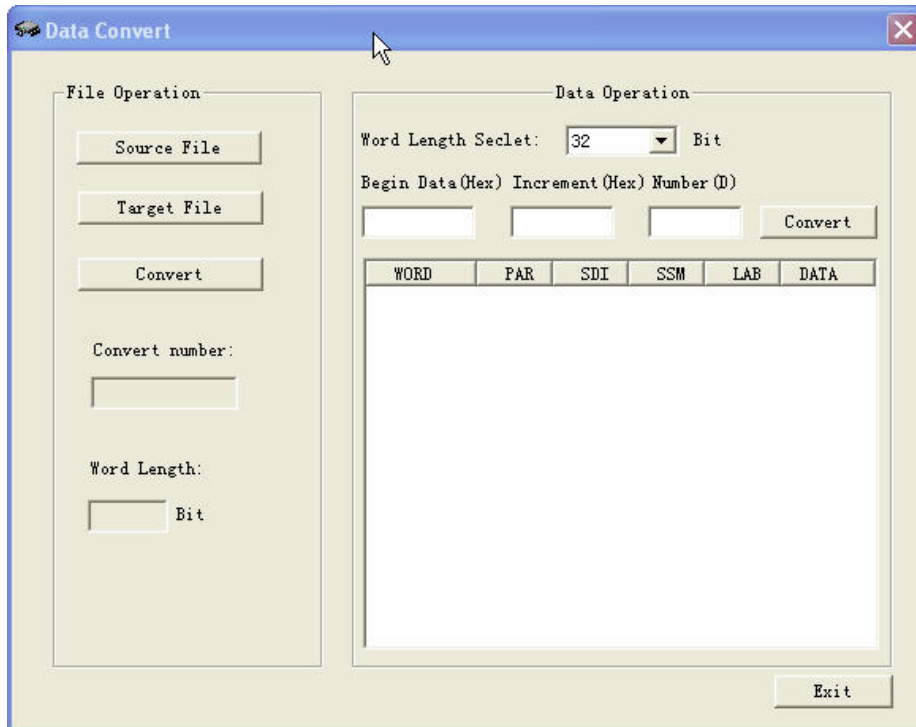 Data Convert
File Operation
Source File
Target File
Convert
Convert number:
Word Length:
Bit
Data Operation
Word Length Seclet: 32 Bit
Begin Data(Hex) Increment(Hex) Number(D)
Convert
WORD PAR SDI SSM LAB DATA
Exit